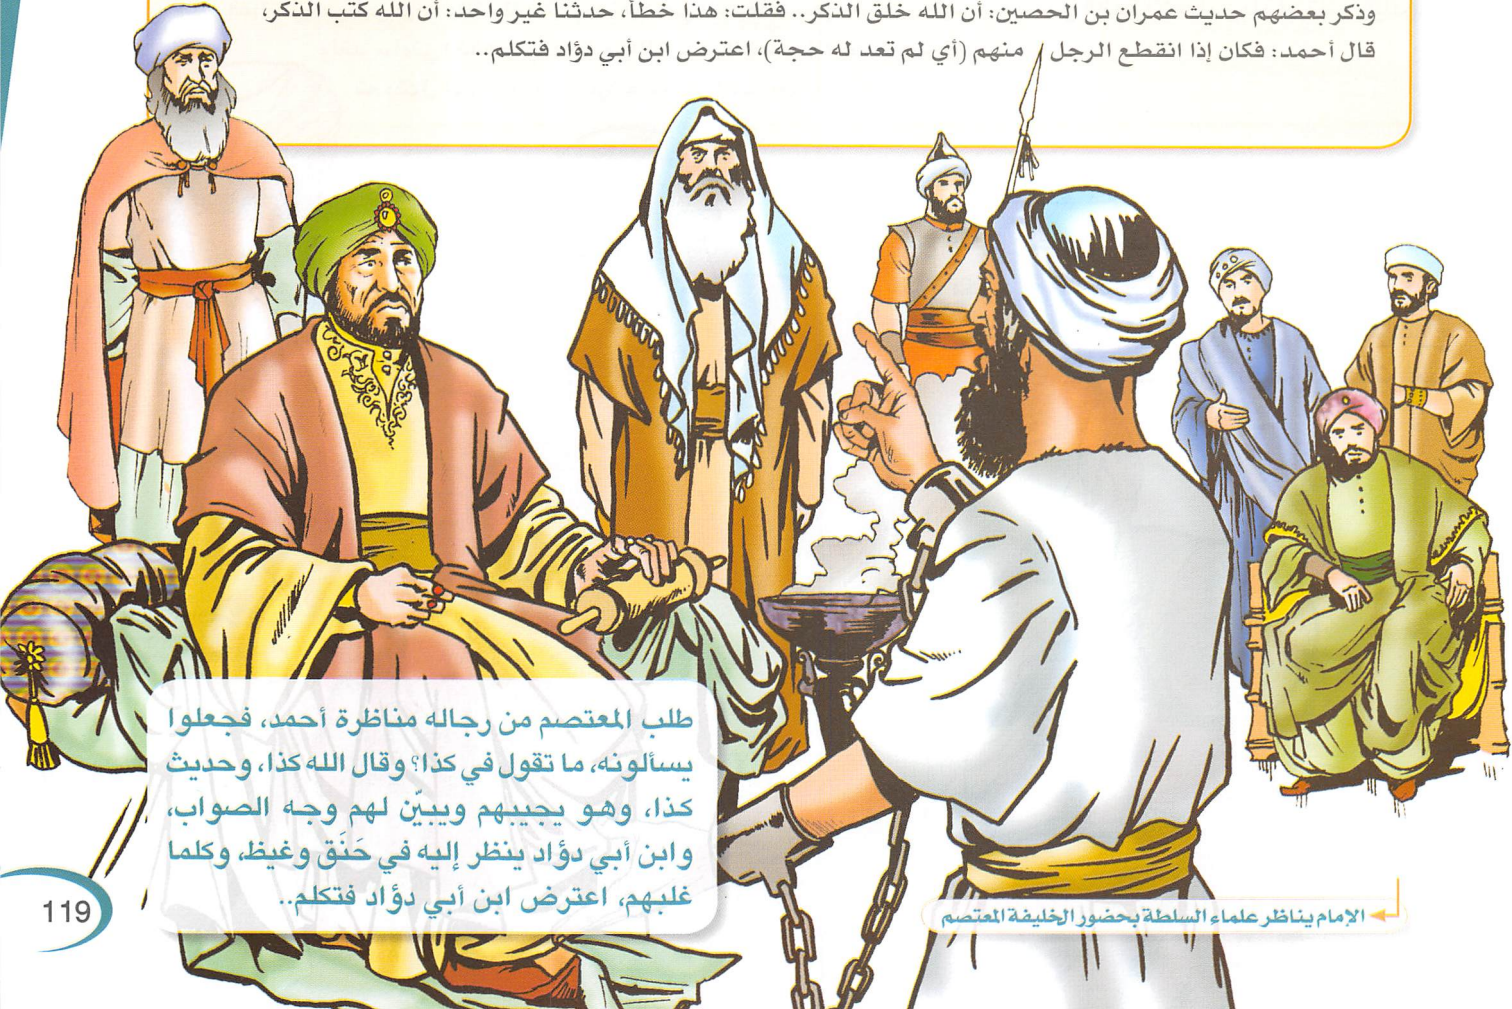 وذكر بعضهم حديث عمران بن الحصين: أن الله خلق الذكر.. فقلت: هذا خطأ، حدثنا غير واحد: أن الله كتب الذكر،
قال أحمد: فكان إذا انقطع الرجل منهم (أي لم تعد له حجة)، اعترض ابن أبي دؤاد فتكلم..
طلب المعتصم من رجاله مناظرة أحمد، فجعلوا
يسألونه، ما تقول في كذا؟ وقال الله كذا، وحديث
كذا، وهو يجيبهم ويبيّن لهم وجه الصواب،
وابن أبي دؤاد ينظر إليه في حَنَق وغيظ، وكلما
غلبهم، اعترض ابن أبي دؤاد فتكلم..
الإمام يناظر علماء السلطة بحضور الخليفة المعتصم
119